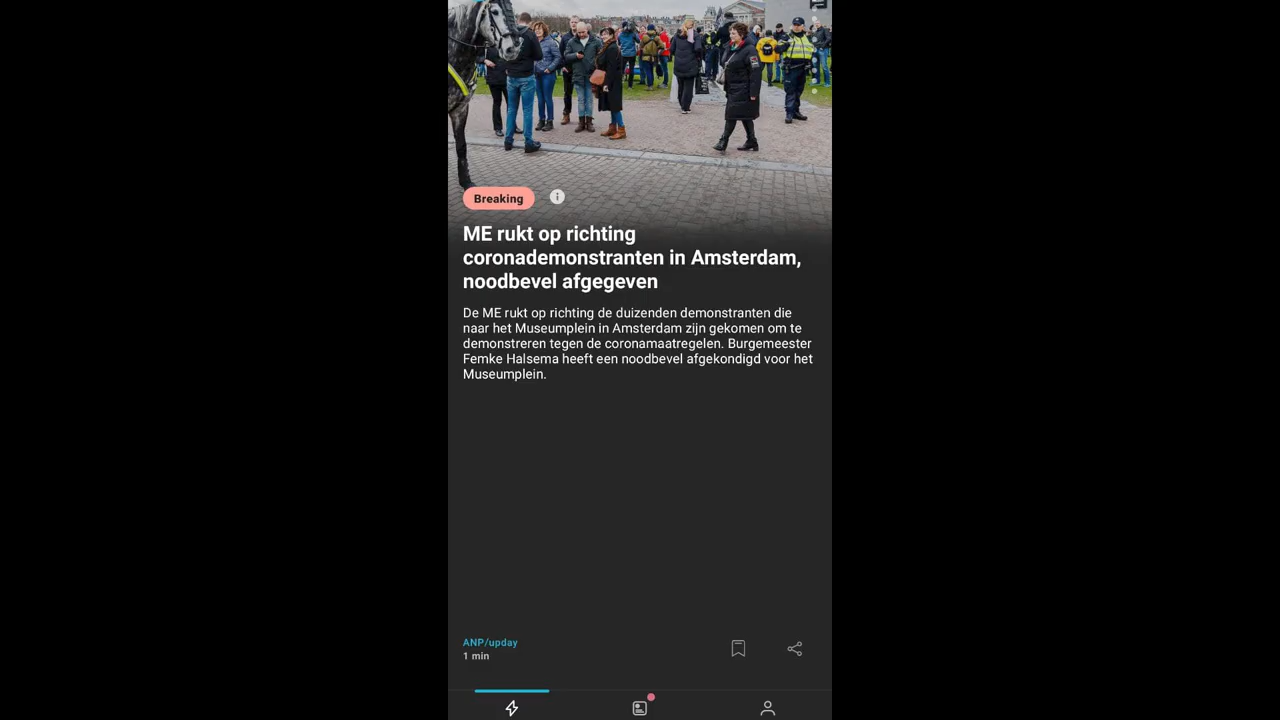 Breaking
ME rukt op richting
coronademonstranten in Amsterdam,
noodbevel afgegeven
De ME rukt op richting de duizenden demonstranten die
naar het Museumplein in Amsterdam zijn gekomen om te
demonstreren tegen de coronamaatregelen. Burgemeester
Femke Halsema heeft een noodbevel afgekondigd voor het
Museumplein.
ANP/upday
1 min